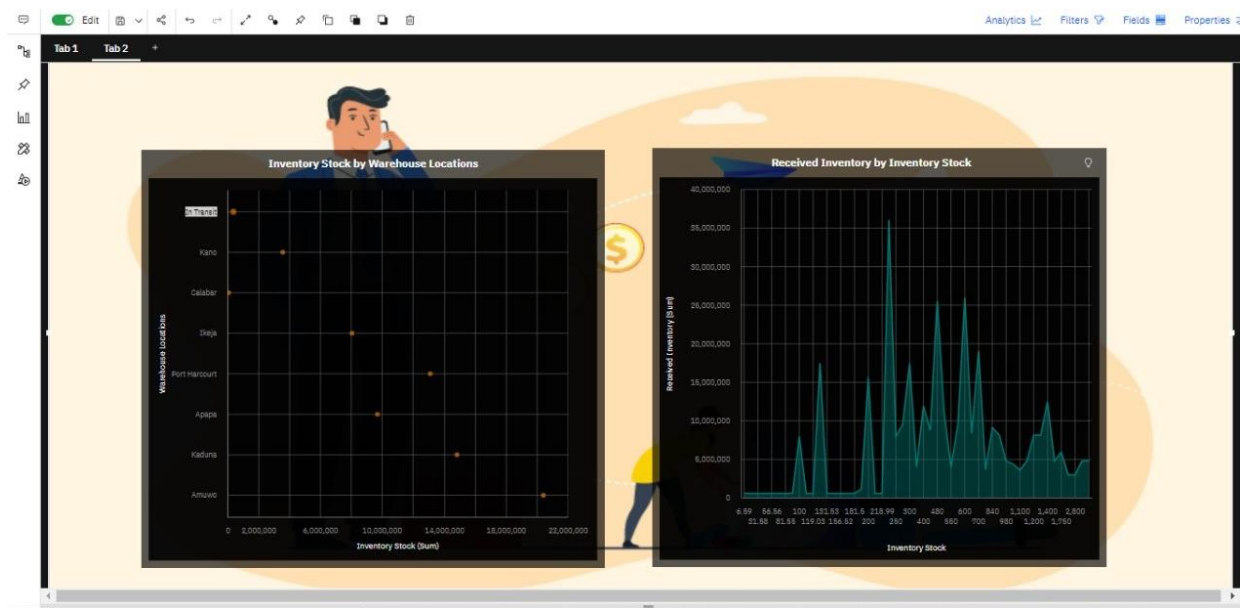 Edit
Analytics
Filters
Fields
Properties
Tab 1
Tab 2
+
Inventory Stock by Warehouse Locations
Warehouse Locations
In Transit
Kano
Calabar
Ikeja
Port Harcourt
Apapa
Kaduna
Amuwo
0 2,000,000 6,000,000 10,000,000 14,000,000 18,000,000 22,000,000
Inventory Stock (Sum)
Received Inventory by Inventory Stock
Received Inventory (Sum)
40,000,000
35,000,000
30,000,000
25,000,000
20,000,000
15,000,000
10,000,000
5,000,000
0
6.59 56.56 100 131.53 181.5 218.99 300 480 600 840 1,100 1,400 2,800
31.58 81.55 119.03 156.52 200 250 400 550 700 980 1,200 1,750
Inventory Stock
$